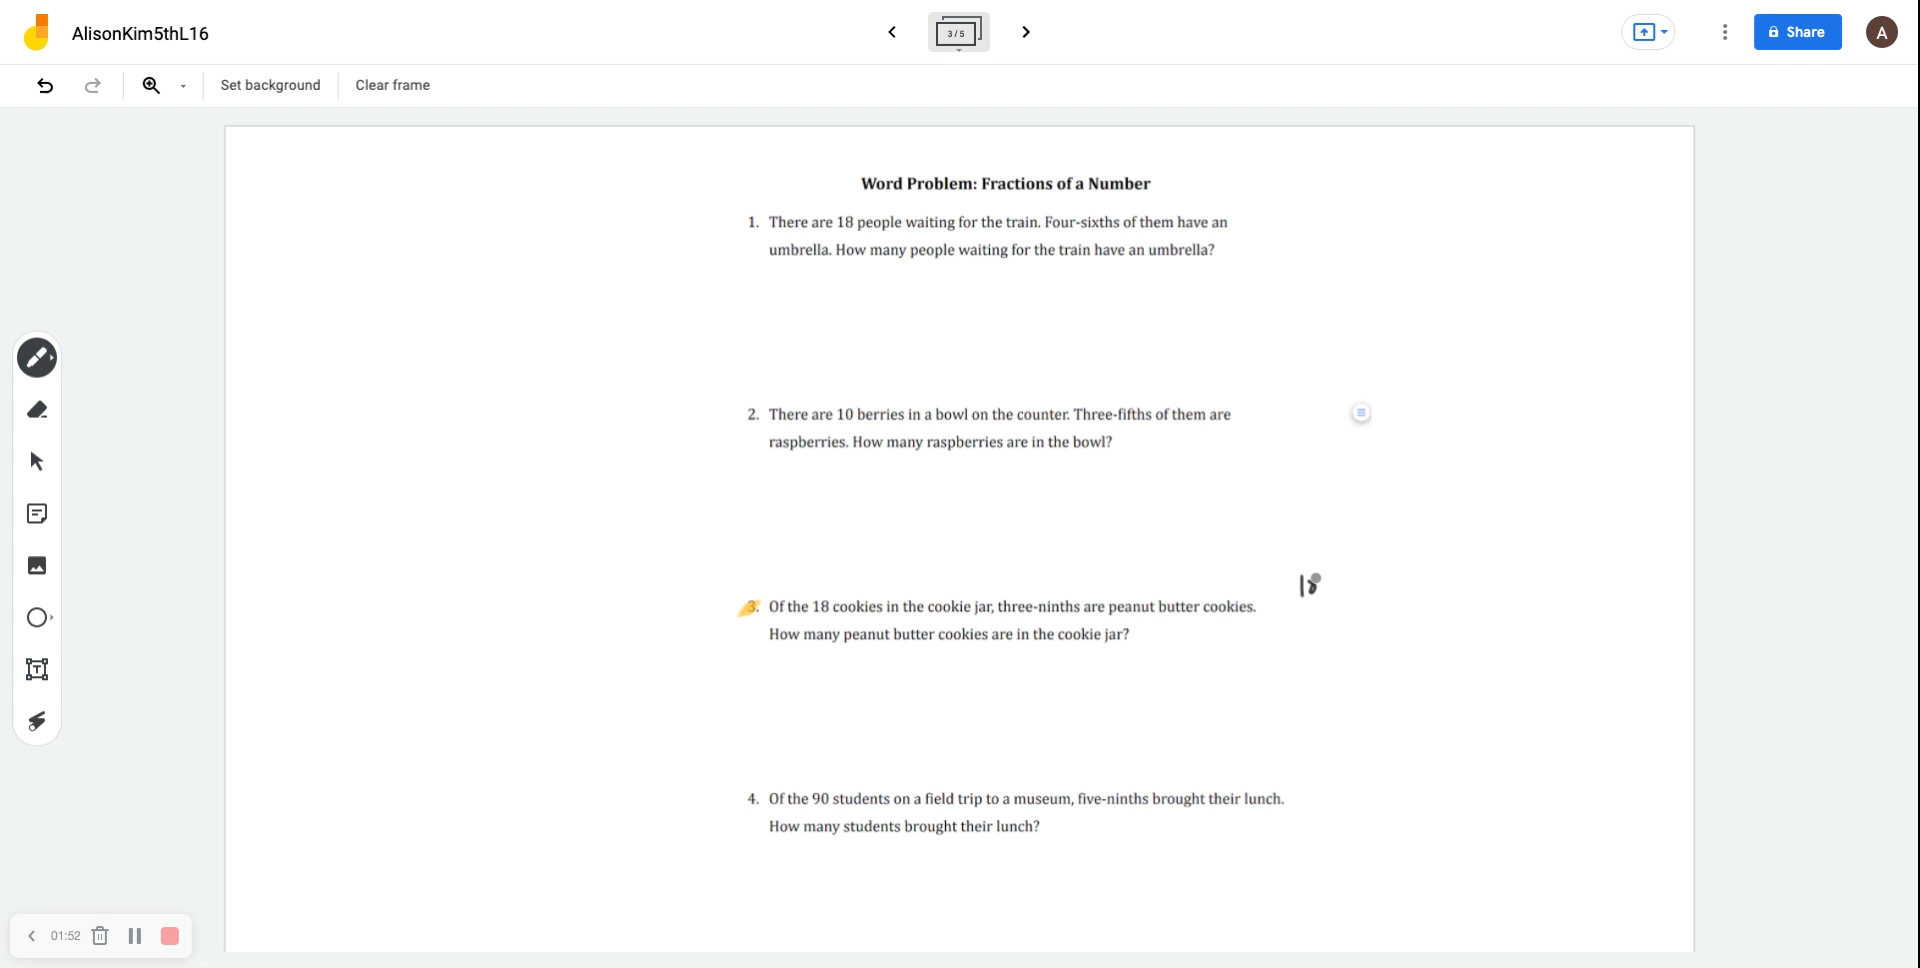 AlisonKim5thL16
3 / 5
Share
A
Set background
Clear frame
Word Problem: Fractions of a Number
1. There are 18 people waiting for the train. Four-sixths of them have an
umbrella. How many people waiting for the train have an umbrella?
2. There are 10 berries in a bowl on the counter. Three-fifths of them are
raspberries. How many raspberries are in the bowl?
18
3. Of the 18 cookies in the cookie jar, three-ninths are peanut butter cookies.
How many peanut butter cookies are in the cookie jar?
4. Of the 90 students on a field trip to a museum, five-ninths brought their lunch.
How many students brought their lunch?
01:52